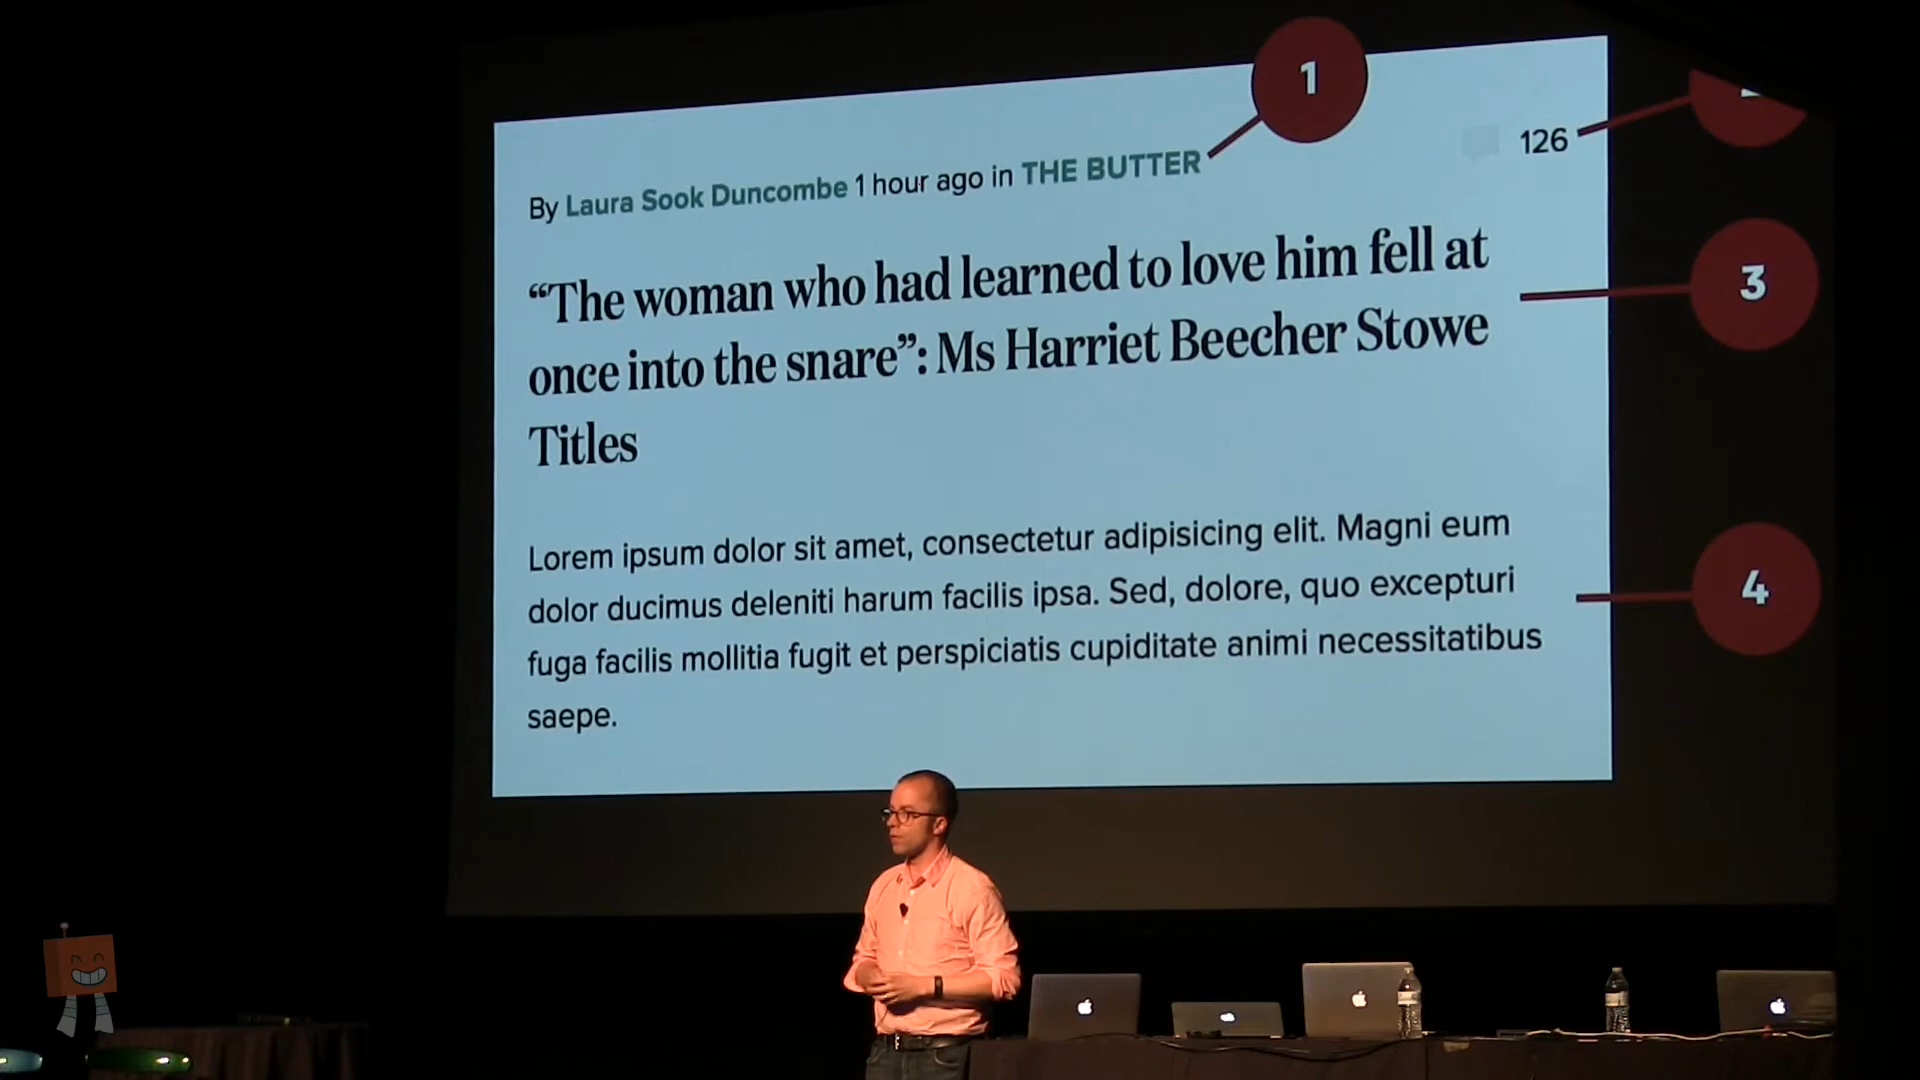 1
By Laura Sook Duncombe 1 hour ago in THE BUTTER
126
“The woman who had learned to love him fell at
once into the snare”: Ms Harriet Beecher Stowe
Titles
3
Lorem ipsum dolor sit amet, consectetur adipisicing elit. Magni eum
dolor ducimus deleniti harum facilis ipsa. Sed, dolore, quo excepturi
fuga facilis mollitia fugit et perspiciatis cupiditate animi necessitatibus
saepe.
4